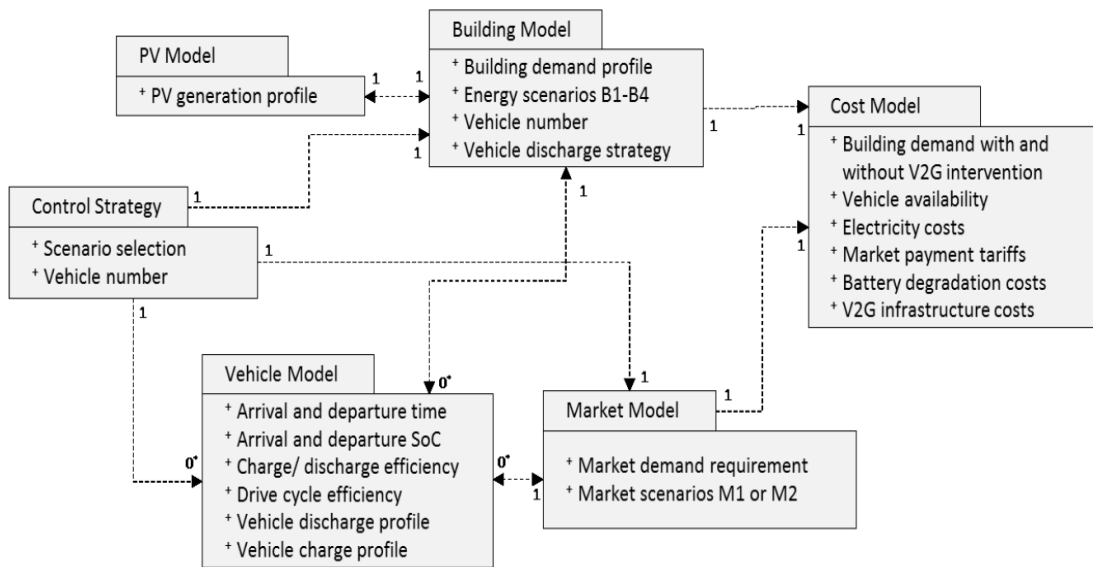 PV Model
+ PV generation profile
1
1
Building Model
+ Building demand profile
+ Energy scenarios B1-B4
+ Vehicle number
+ Vehicle discharge strategy
1
1
1
1
Cost Model
+ Building demand with and
without V2G intervention
+ Vehicle availability
+ Electricity costs
+ Market payment tariffs
+ Battery degradation costs
+ V2G infrastructure costs
1
Control Strategy
+ Scenario selection
+ Vehicle number
1
1
1
Vehicle Model
+ Arrival and departure time
+ Arrival and departure SoC
+ Charge/ discharge efficiency
+ Drive cycle efficiency
+ Vehicle discharge profile
+ Vehicle charge profile
0*
0*
0*
1
Market Model
+ Market demand requirement
+ Market scenarios M1 or M2
1
1